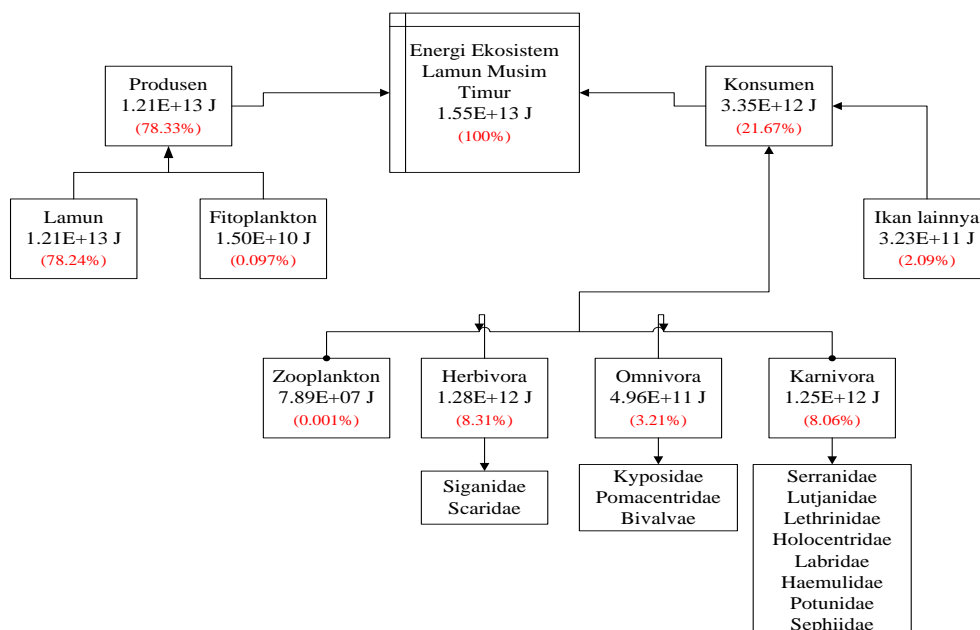 Energi Ekosistem
Lamun Musim
Timur
1.55E+13 J
(100%)
Produsen
1.21E+13 J
(78.33%)
Konsumen
3.35E+12 J
(21.67%)
Lamun
1.21E+13 J
(78.24%)
Fitoplankton
1.50E+10 J
(0.097%)
Ikan lainnya
3.23E+11 J
(2.09%)
Zooplankton
7.89E+07 J
(0.001%)
Herbivora
1.28E+12 J
(8.31%)
Omnivora
4.96E+11 J
(3.21%)
Karnivora
1.25E+12 J
(8.06%)
Siganidae
Scaridae
Kyposidae
Pomacentridae
Bivalvae
Serranidae
Lutjanidae
Lethrinidae
Holocentridae
Labridae
Haemulidae
Potunidae
Sephiidae